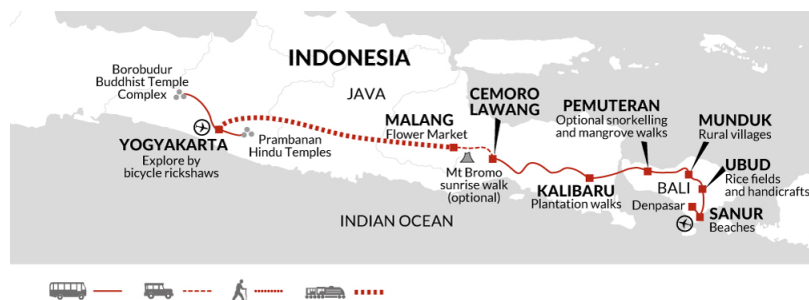 INDONESIA
JAVA
Borobudur
Buddhist Temple
Complex
YOGYAKARTA
Explore by
bicycle rickshaws
Prambanan
Hindu Temples
MALANG
Flower Market
Mt Bromo
sunrise walk
(optional)
CEMORO
LAWANG
KALIBARU
Plantation walks
PEMUTERAN
Optional snorkelling
and mangrove walks
MUNDUK
Rural villages
UBUD
Rice fields
and handicrafts
BALI
Denpasar
SANUR
Beaches
INDIAN OCEAN